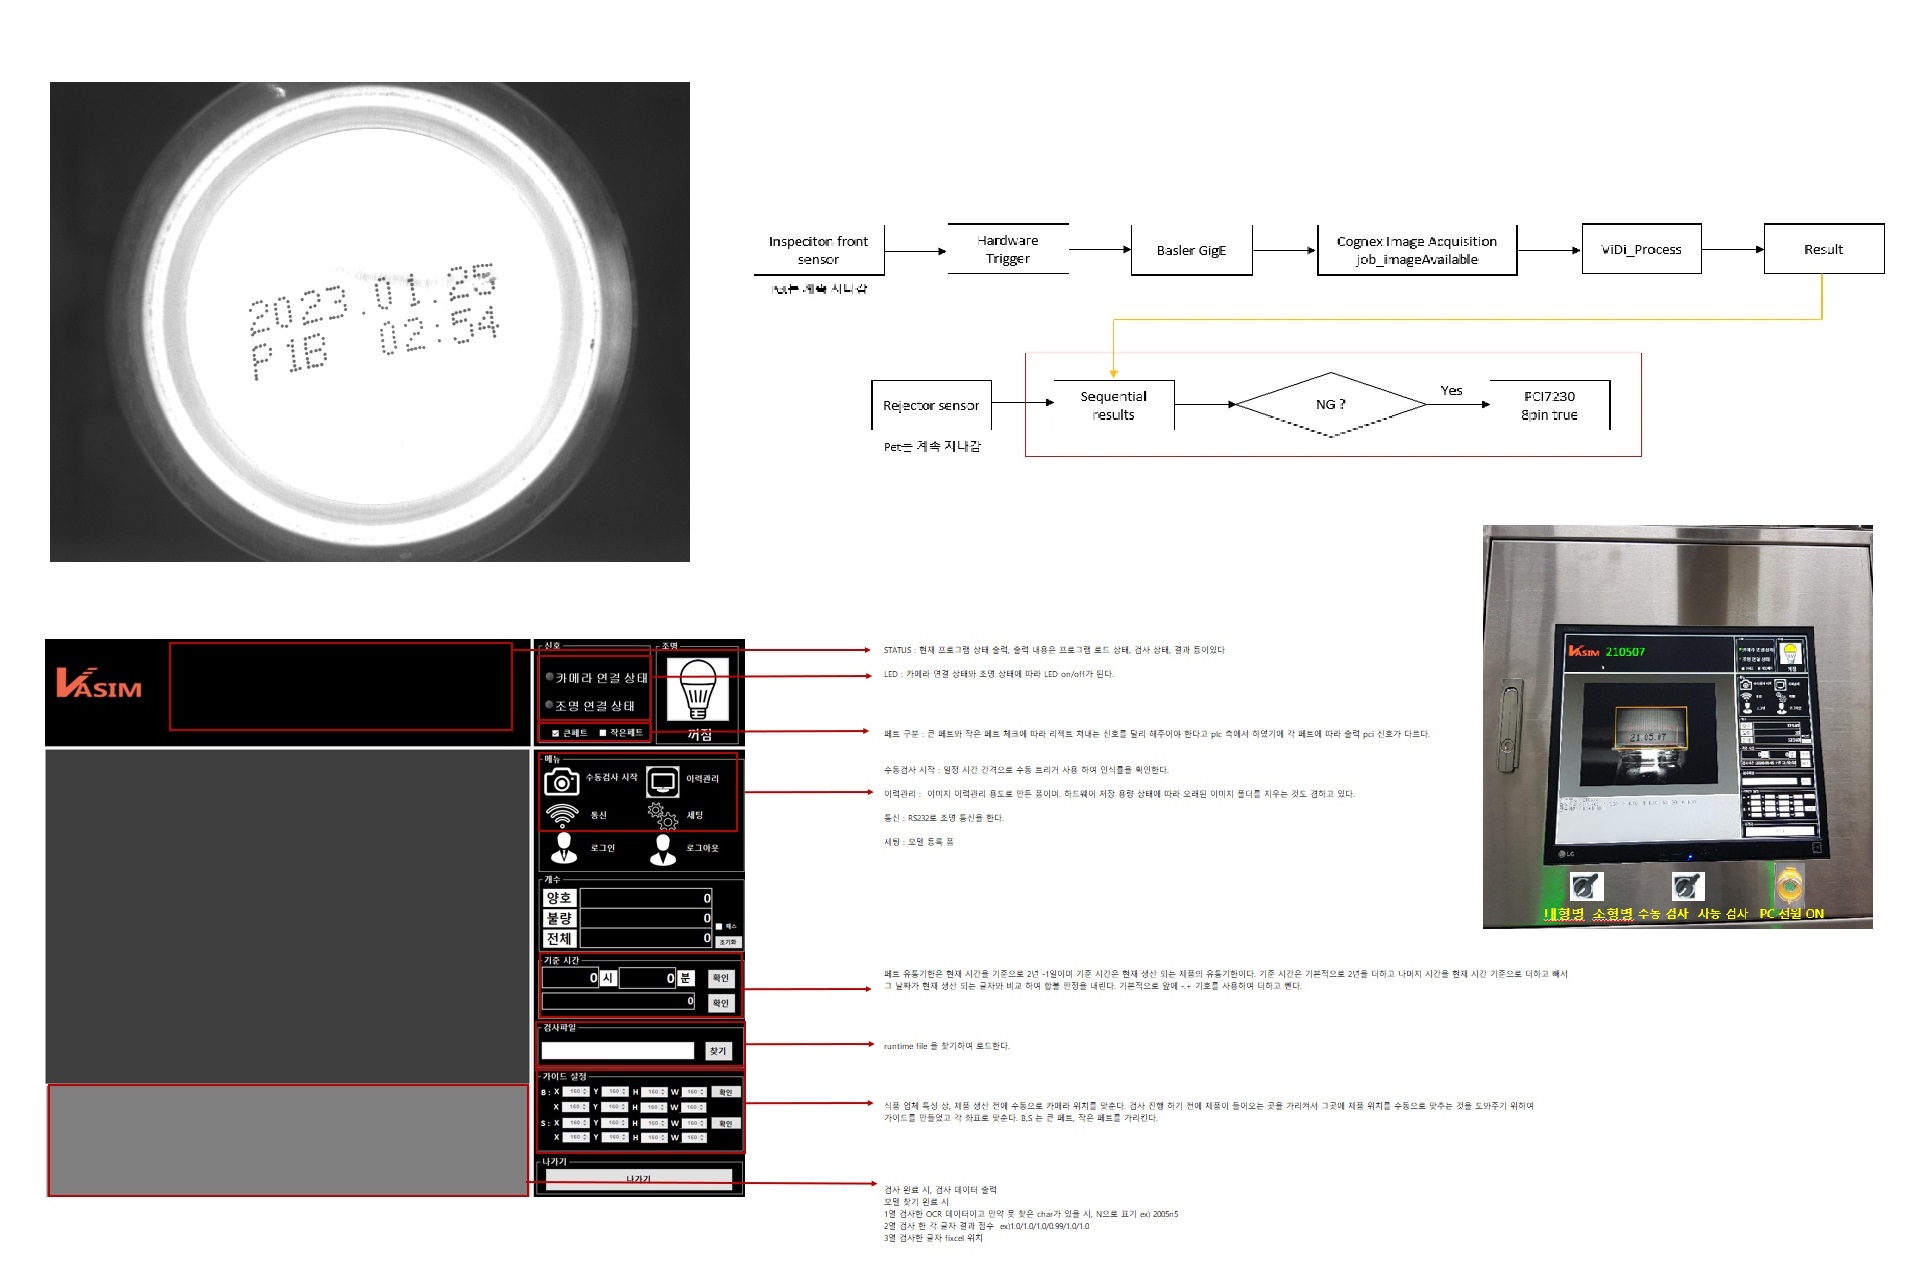 2023.01.25
P1B 02:54
Inspeciton front
sensor
Hardware
Trigger
Basler GigE
Cognex Image Acquisition
job_imageAvailable
ViDi_Process
Result
Pet는 계속 지나감
Rejector sensor
Sequential
results
NG ?
Yes
PCI7230
8pin true
Pet는 계속 지나감
VASIM 210507
21.05.07
LG
대형병 소형병 수동 검사 자동 검사 PC 전원 ON
VASIM
신호
조명
카메라 연결 상태
조명 연결 상태
큰페트 작은페트
꺼짐
메뉴
수동검사 시작
이력관리
통신
세팅
로그인
로그아웃
개수
양호 0
불량 0
패스
전체 0
초기화
기준 시간
0 시 0 분 확인
0 확인
검사파일
찾기
가이드 설정
B : X 160 Y 160 H 160 W 160 확인
X 160 Y 160 H 160 W 160
S : X 160 Y 160 H 160 W 160 확인
X 160 Y 160 H 160 W 160
나가기
나가기
STATUS : 현재 프로그램 상태 출력, 출력 내용은 프로그램 로드 상태, 검사 상태, 결과 등이있다
LED : 카메라 연결 상태와 조명 상태에 따라 LED on/off가 된다.
페트 구분 : 큰 페트와 작은 페트 체크에 따라 리젝트 쳐내는 신호를 달리 해주어야 한다고 plc 측에서 하였기에 각 페트에 따라 출력 pci 신호가 다르다.
수동검사 시작 : 일정 시간 간격으로 수동 트리거 사용 하여 인식률을 확인한다.
이력관리 : 이미지 이력관리 용도로 만든 폼이며, 하드웨어 저장 용량 상태에 따라 오래된 이미지 폴더를 지우는 것도 겸하고 있다.
통신 : RS232로 조명 통신을 한다.
세팅 : 모델 등록 폼
페트 유통기한은 현재 시간을 기준으로 2년 -1일이며 기준 시간은 현재 생산 되는 제품의 유통기한이다. 기준 시간은 기본적으로 2년을 더하고 나머지 시간을 현재 시간 기준으로 더하고 빼서
그 날짜가 현재 생산 되는 글자와 비교 하여 합불 판정을 내린다. 기본적으로 앞에 -,+ 기호를 사용하여 더하고 뺀다.
runtime file 을 찾기하여 로드한다.
식품 업체 특성 상, 제품 생산 전에 수동으로 카메라 위치를 맞춘다. 검사 진행 하기 전에 제품이 들어오는 곳을 가리켜서 그곳에 제품 위치를 수동으로 맞추는 것을 도와주기 위하여
가이드를 만들었고 각 좌표로 맞춘다. B,S 는 큰 페트, 작은 페트를 가리킨다.
검사 완료 시, 검사 데이터 출력
모델 찾기 완료 시
1열 검사한 OCR 데이터이고 만약 못 찾은 char가 있을 시, N으로 표기 ex) 2005n5
2열 검사 한 각 글자 결과 점수 ex)1.0/1.0/1.0/0.99/1.0/1.0
3열 검사한 글자 fixcel 위치